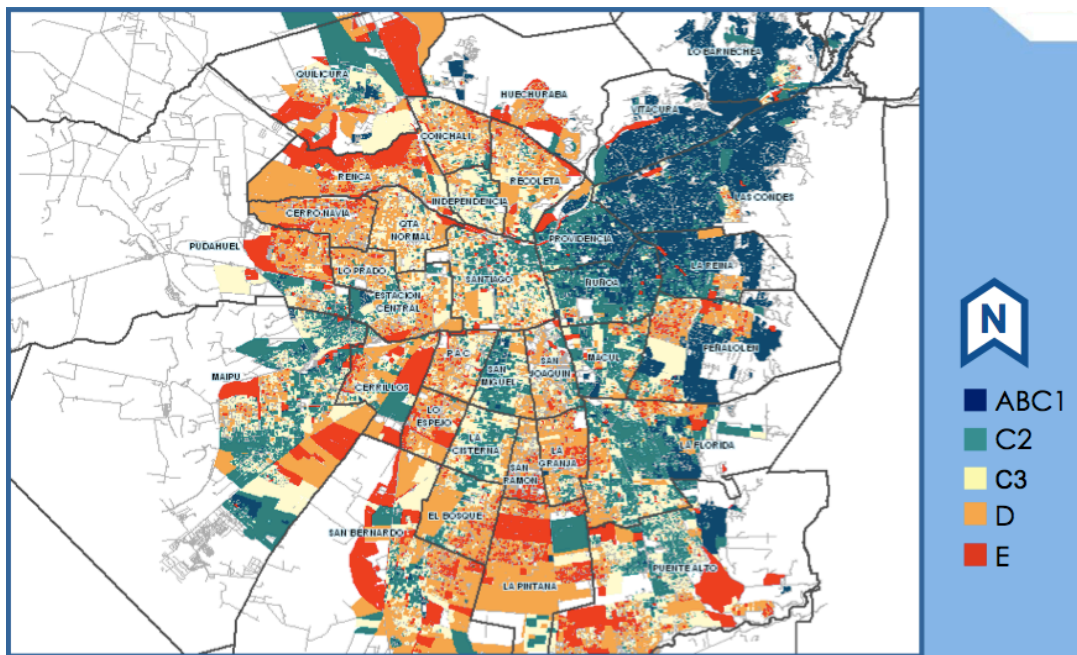 LO BARNECHEA
QUILICURA
HUECHURABA
VITACURA
CONCHALI
RENCA
RECOLETA
LAS CONDES
INDEPENDENCIA
CERRO NAVIA
QTA
NORMAL
PROVIDENCIA
PUDAHUEL
LA REINA
LO PRADO
SANTIAGO
ÑUÑOA
ESTACION
CENTRAL
PEÑALOLEN
P.A.C
SAN
MIGUEL
SAN
JOAQUIN
MACUL
MAIPU
CERRILLOS
LO
ESPEJO
LA
CISTERNA
LA
GRANJA
LA FLORIDA
SAN
RAMON
EL BOSQUE
SAN BERNARDO
PUENTE ALTO
LA PINTANA
N
ABC1
C2
C3
D
E